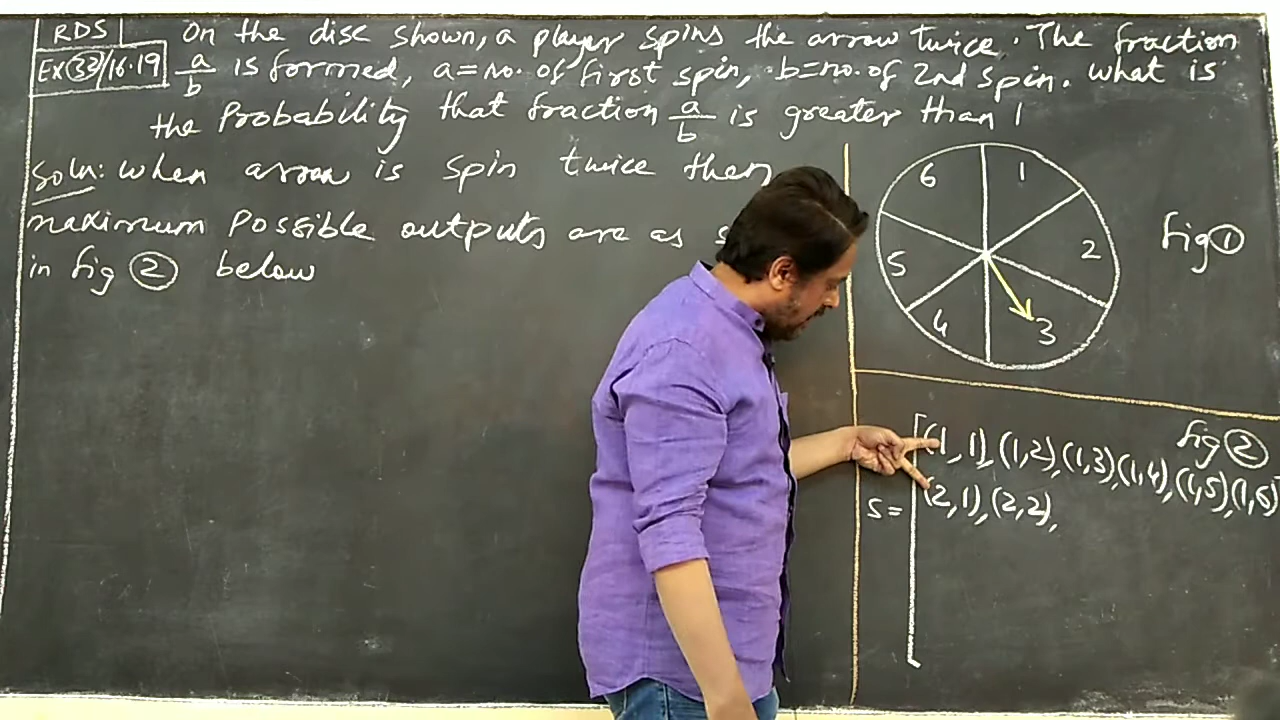 RDS
Ex(33)/16.19
On the disc shown, a player spins the arrow twice. The fraction
a/b is formed, a=no. of first spin, b=no. of 2nd spin. What is
the Probability that fraction a/b is greater than 1
Soln: when arrow is spin twice then
maximum Possible outputs are as
in fig ② below
6 1
5 2
4 3
fig ①
fig ②
(1, 1), (1,2), (1,3), (1,4), (1,5), (1,6)
S= (2, 1), (2,2),